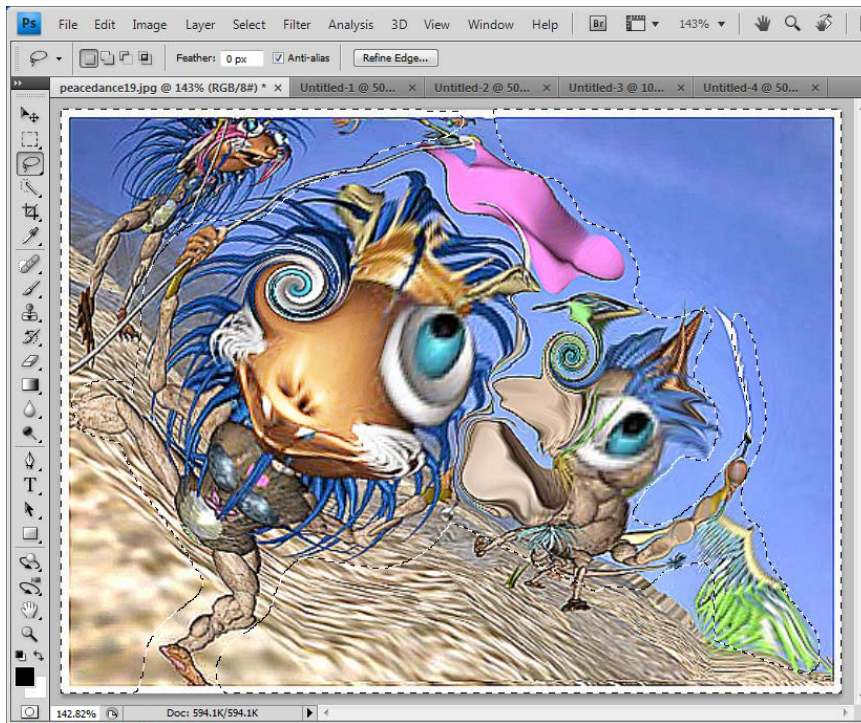 Ps File Edit Image Layer Select Filter Analysis 3D View Window Help Br 143%
Feather: 0 px Anti-alias Refine Edge...
peacedance19.jpg @ 143% (RGB/8#) * × Untitled-1 @ 50... × Untitled-2 @ 50... × Untitled-3 @ 10... × Untitled-4 @ 50... ×
T
142.82% Doc: 594.1K/594.1K